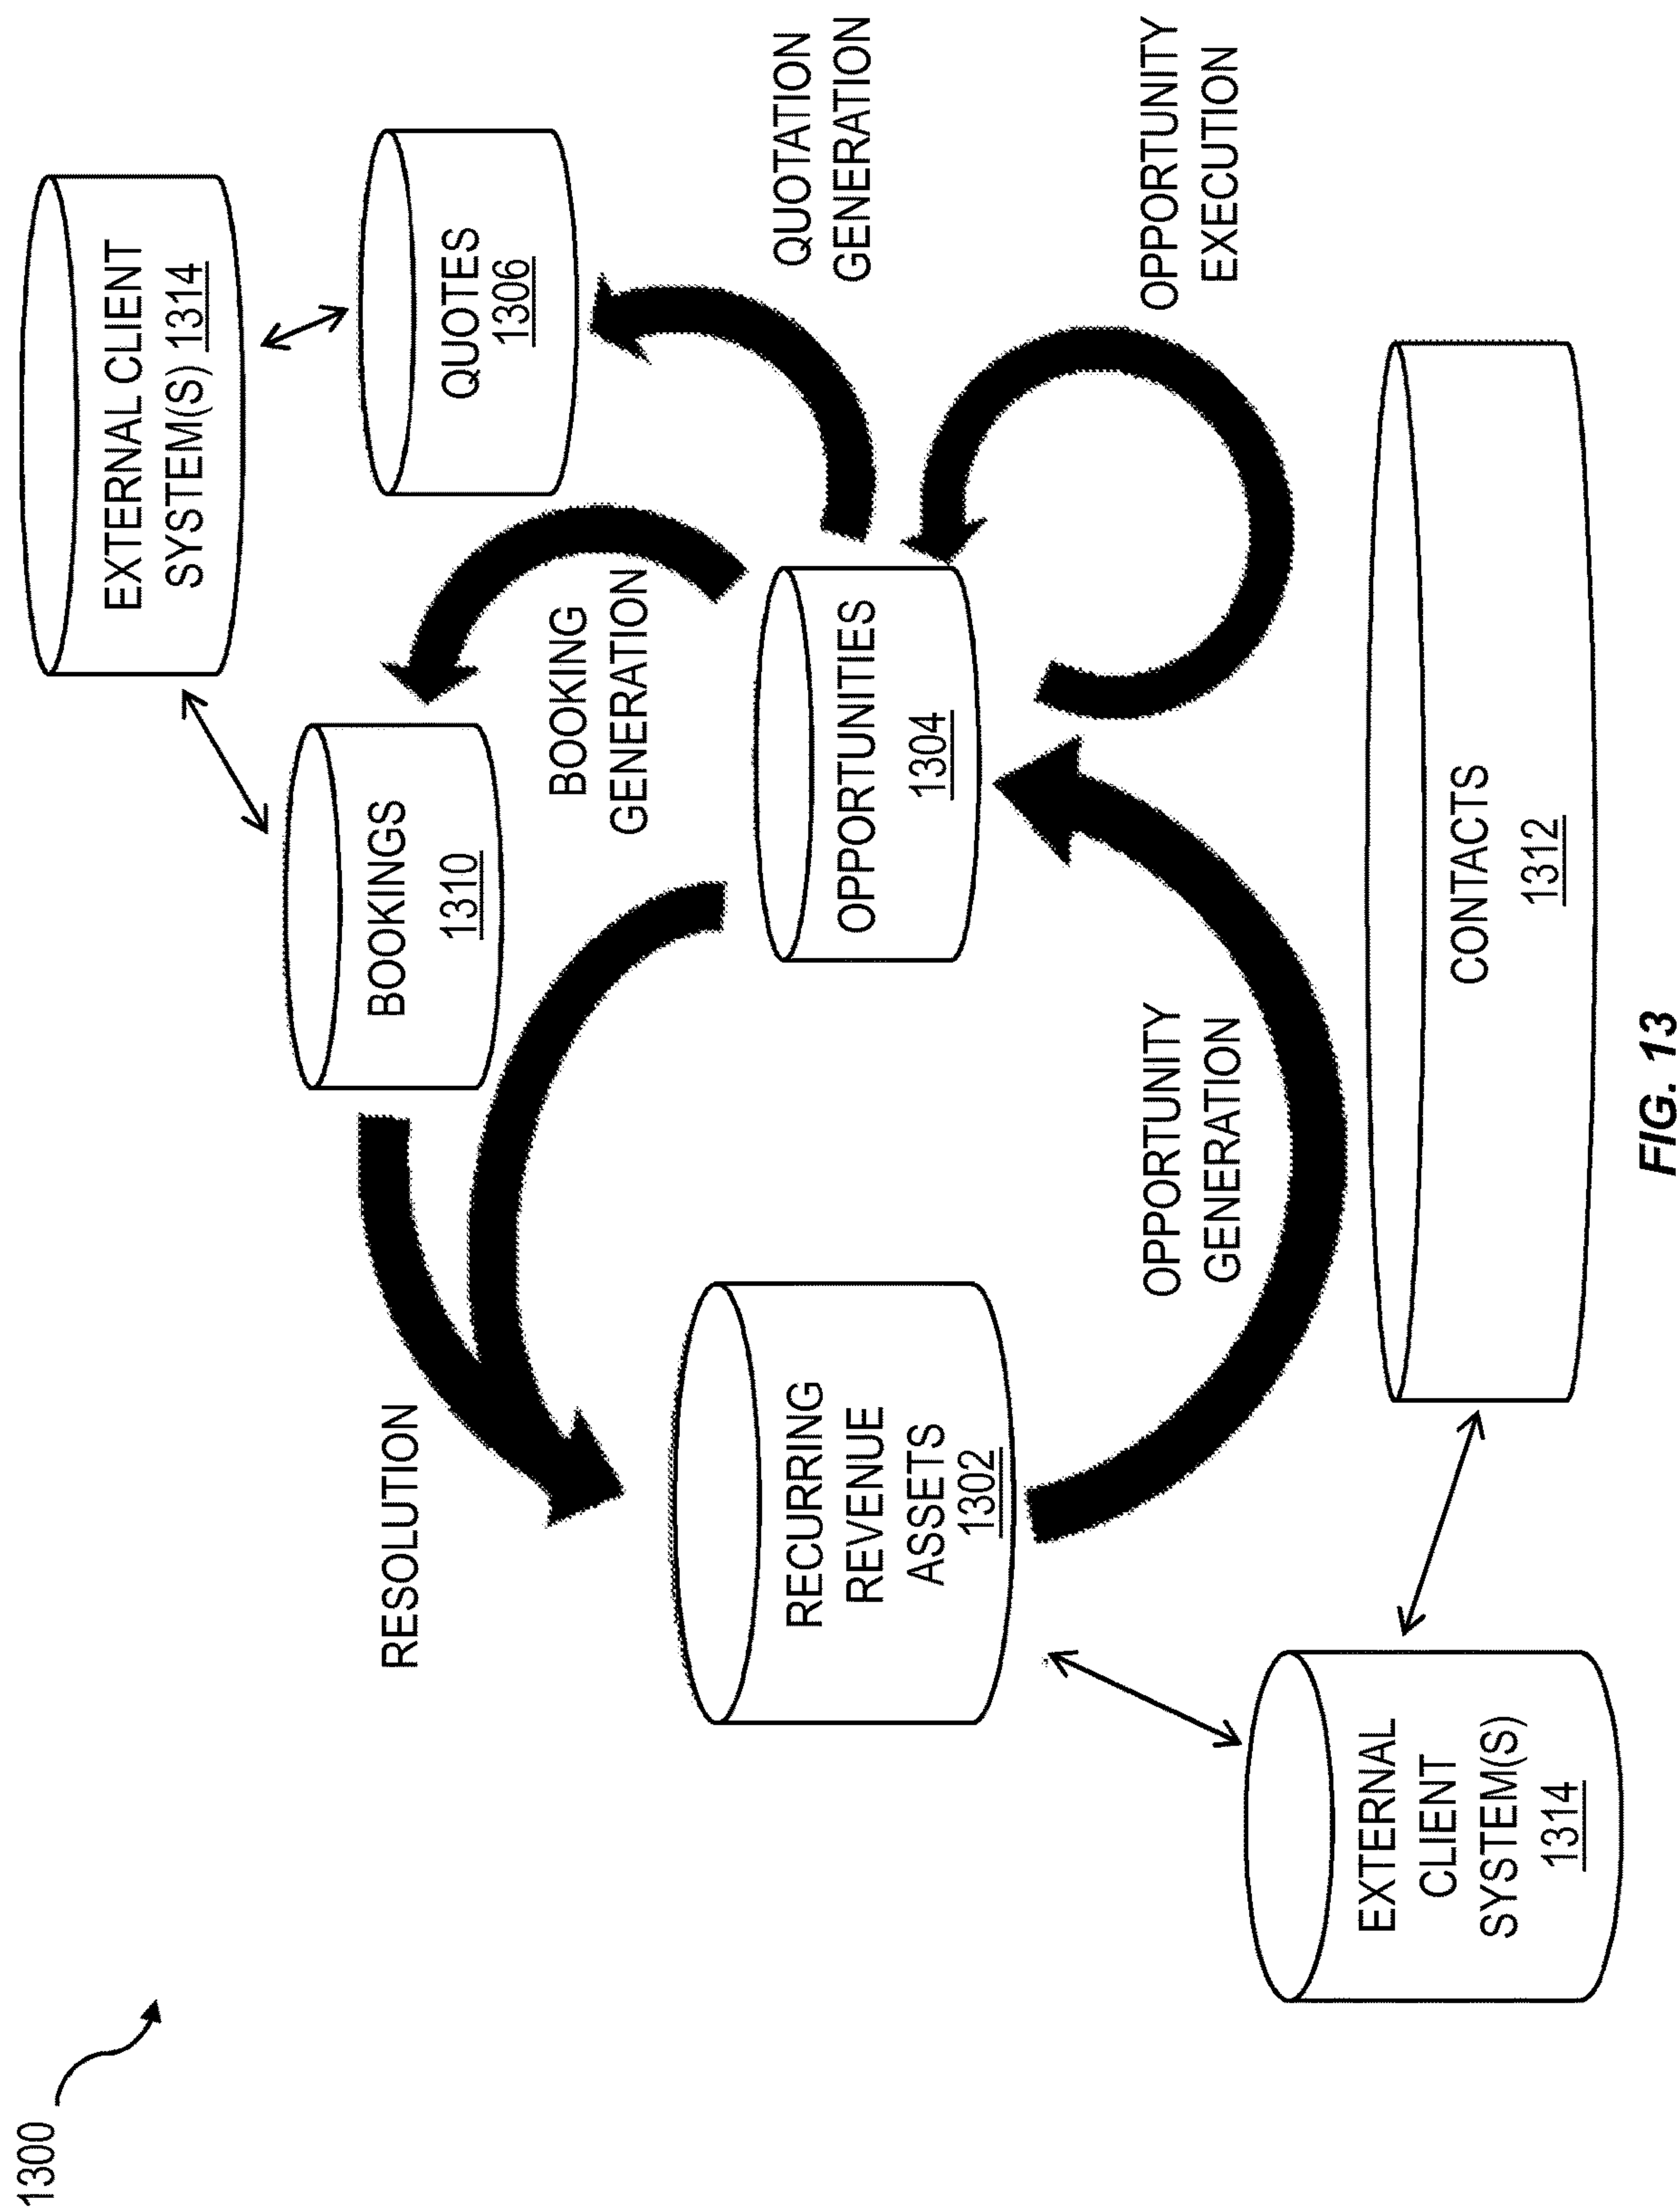 1300
EXTERNAL CLIENT
SYSTEM(S) 1314
BOOKINGS
1310
QUOTES
1306
RESOLUTION
BOOKING
GENERATION
QUOTATION
GENERATION
RECURRING
REVENUE
ASSETS
1302
OPPORTUNITIES
1304
OPPORTUNITY
GENERATION
OPPORTUNITY
EXECUTION
EXTERNAL
CLIENT
SYSTEM(S)
1314
CONTACTS
1312
FIG. 13